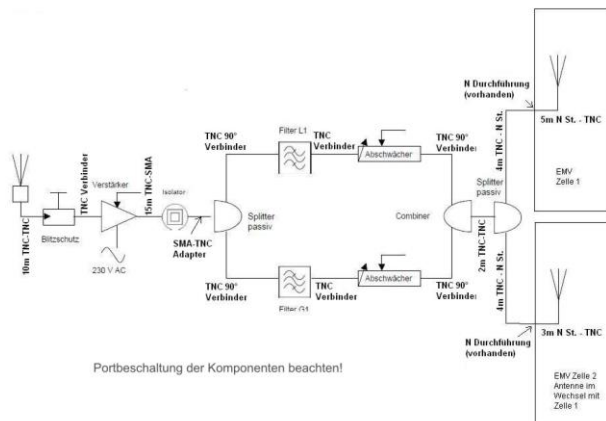 10m TNC-TNC
Blitzschutz
TNC Verbinder
Verstärker
230 V AC
15m TNC-SMA
Isolator
SMA-TNC
Adapter
Splitter
passiv
TNC 90°
Verbinder
Filter L1
TNC
Verbinder
Abschwächer
TNC 90°
Verbinder
TNC 90°
Verbinder
Filter G1
TNC
Verbinder
Abschwächer
TNC 90°
Verbinder
Combiner
2m TNC-TNC
Splitter
passiv
4m TNC - N St.
4m TNC - N St.
N Durchführung
(vorhanden)
5m N St. - TNC
EMV
Zelle 1
N Durchführung
(vorhanden)
3m N St. - TNC
EMV Zelle 2
Antenne im
Wechsel mit
Zelle 1
Portbeschaltung der Komponenten beachten!